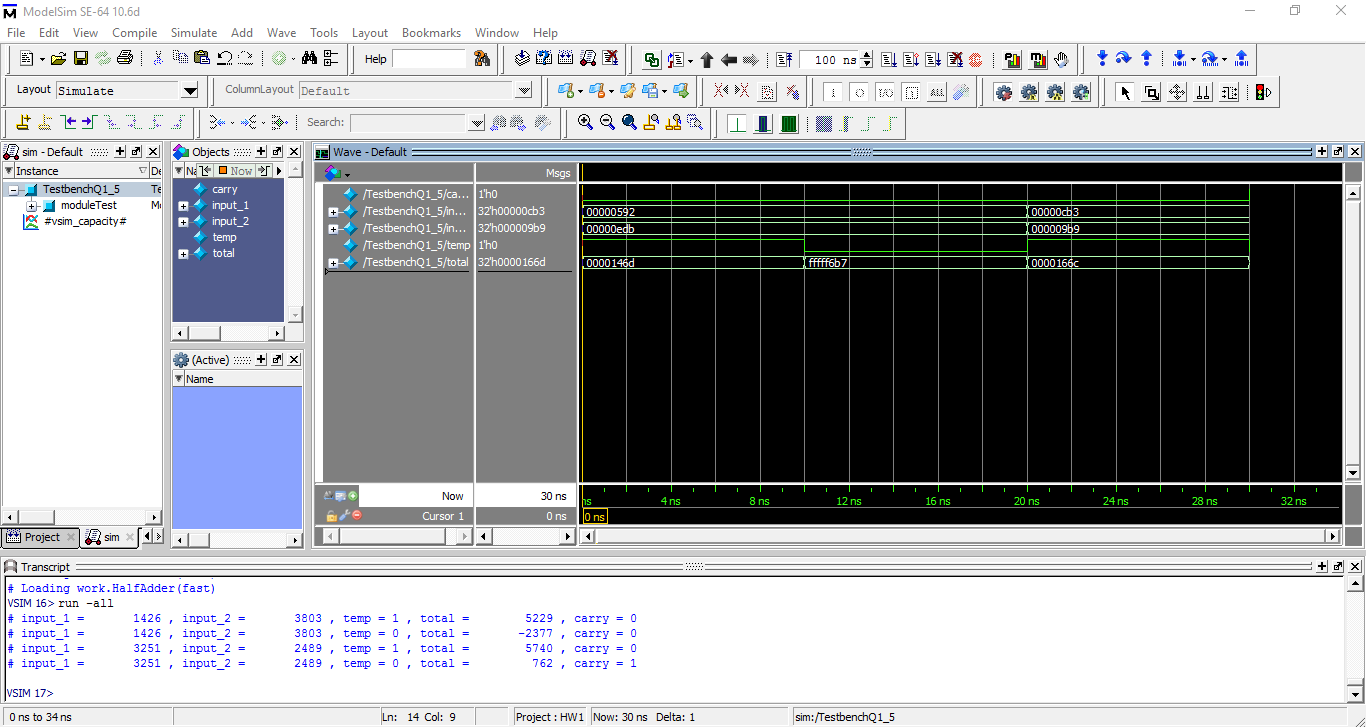 ModelSim SE-64 10.6d
File Edit View Compile Simulate Add Wave Tools Layout Bookmarks Window Help
Help 100 ns
Layout Simulate ColumnLayout Default
Search:
sim - Default
Instance De
TestbenchQ1_5 Te
moduleTest Mo
#vsim_capacity#
Project sim
Objects
Na Now
carry
input_1
input_2
temp
total
(Active)
Name
Wave - Default
Msgs
/TestbenchQ1_5/ca... 1'h0
/TestbenchQ1_5/in... 32'h00000cb3 00000592 00000cb3
/TestbenchQ1_5/in... 32'h000009b9 00000edb 000009b9
/TestbenchQ1_5/temp 1'h0
/TestbenchQ1_5/total 32'h0000166d 0000146d fffff6b7 0000166c
Now 30 ns ns 4 ns 8 ns 12 ns 16 ns 20 ns 24 ns 28 ns 32 ns
Cursor 1 0 ns 0 ns
Transcript
# Loading work.HalfAdder(fast)
VSIM 16> run -all
# input_1 = 1426 , input_2 = 3803 , temp = 1 , total = 5229 , carry = 0
# input_1 = 1426 , input_2 = 3803 , temp = 0 , total = -2377 , carry = 0
# input_1 = 3251 , input_2 = 2489 , temp = 1 , total = 5740 , carry = 0
# input_1 = 3251 , input_2 = 2489 , temp = 0 , total = 762 , carry = 1
VSIM 17>
0 ns to 34 ns Ln: 14 Col: 9 Project : HW1 Now: 30 ns Delta: 1 sim:/TestbenchQ1_5